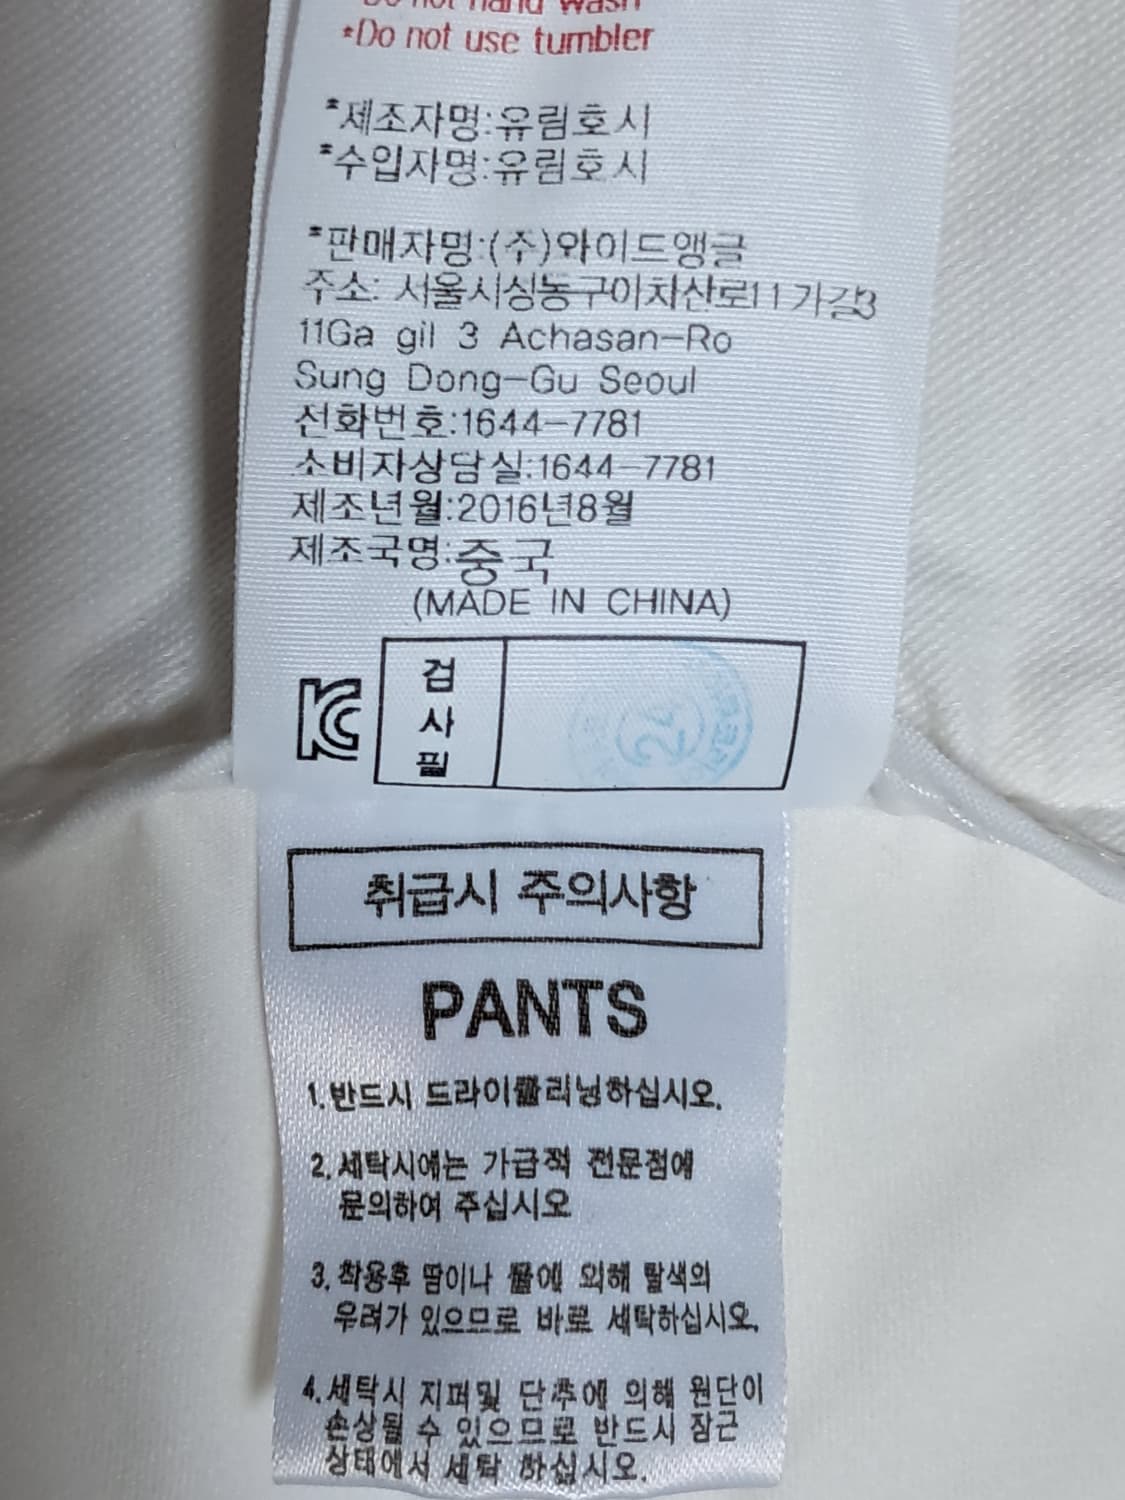 *Do not hand wash
*Do not use tumbler
*제조자명:유림호시
*수입자명:유림호시
*판매자명:(주)와이드앵글
주소: 서울시성동구아차산로11가길3
11Ga gil 3 Achasan-Ro
Sung Dong-Gu Seoul
선화번호:1644-7781
소비자상담실:1644-7781
제조년월:2016년8월
제조국명:중국
(MADE IN CHINA)
KC
검
사
필
취급시 주의사항
PANTS
1.반드시 드라이클리닝하십시오.
2.세탁시에는 가급적 전문점에
문의하여 주십시오
3.착용후 땀이나 물에 의해 탈색의
우려가 있으므로 바로 세탁하십시오.
4.세탁시 지퍼및 단추에 의해 원단이
손상될 수 있으므로 반드시 잠근
상태에서 세탁 하십시오.